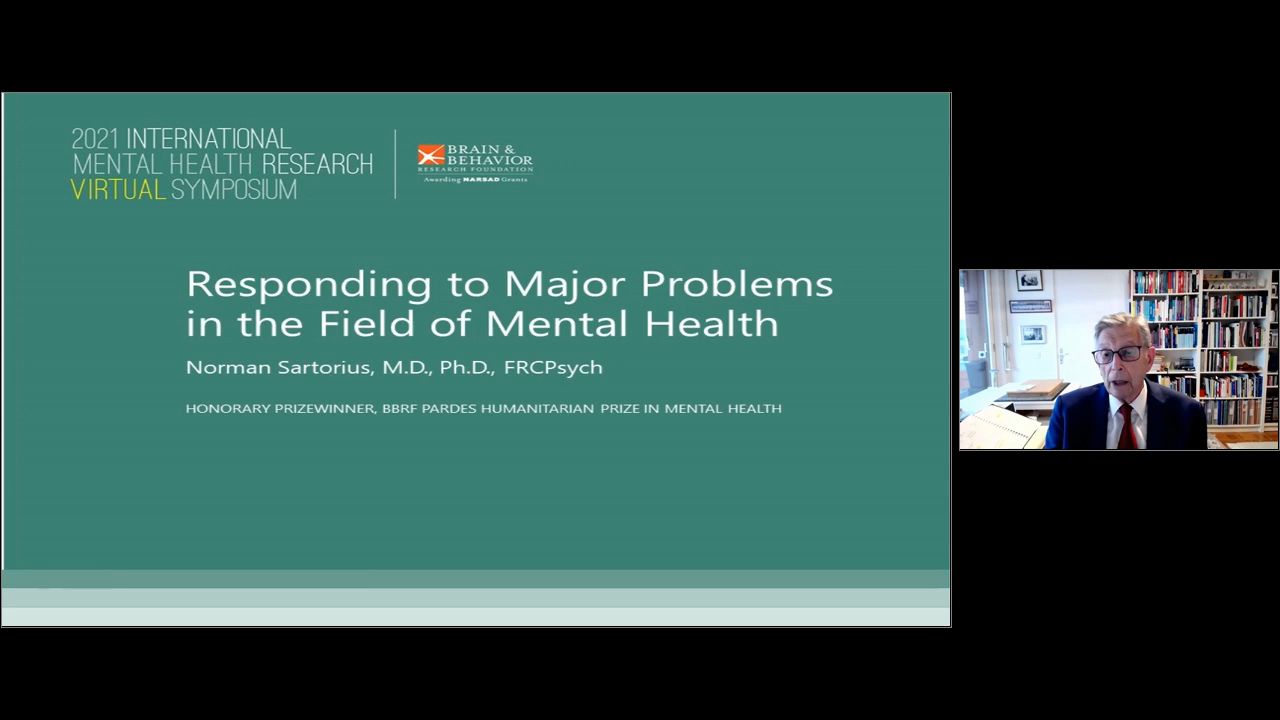 2021 INTERNATIONAL
MENTAL HEALTH RESEARCH
VIRTUAL SYMPOSIUM
BRAIN &
BEHAVIOR
RESEARCH FOUNDATION
Awarding NARSAD Grants
Responding to Major Problems
in the Field of Mental Health
Norman Sartorius, M.D., Ph.D., FRCPsych
HONORARY PRIZEWINNER, BBRF PARDES HUMANITARIAN PRIZE IN MENTAL HEALTH